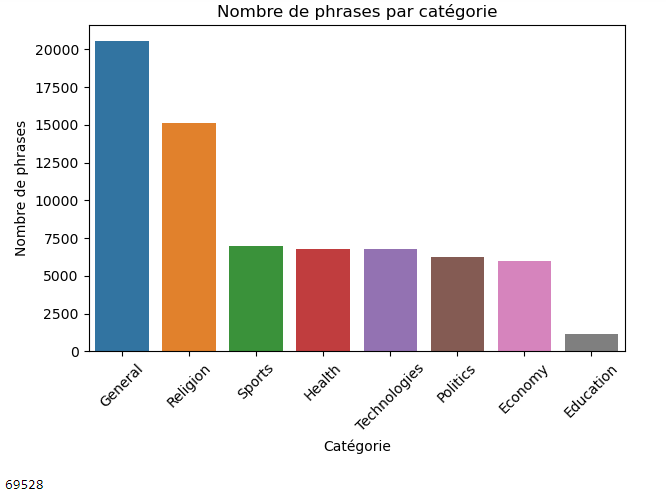 Nombre de phrases par catégorie
Nombre de phrases
20000
17500
15000
12500
10000
7500
5000
2500
0
General
Religion
Sports
Health
Technologies
Politics
Economy
Education
Catégorie
69528